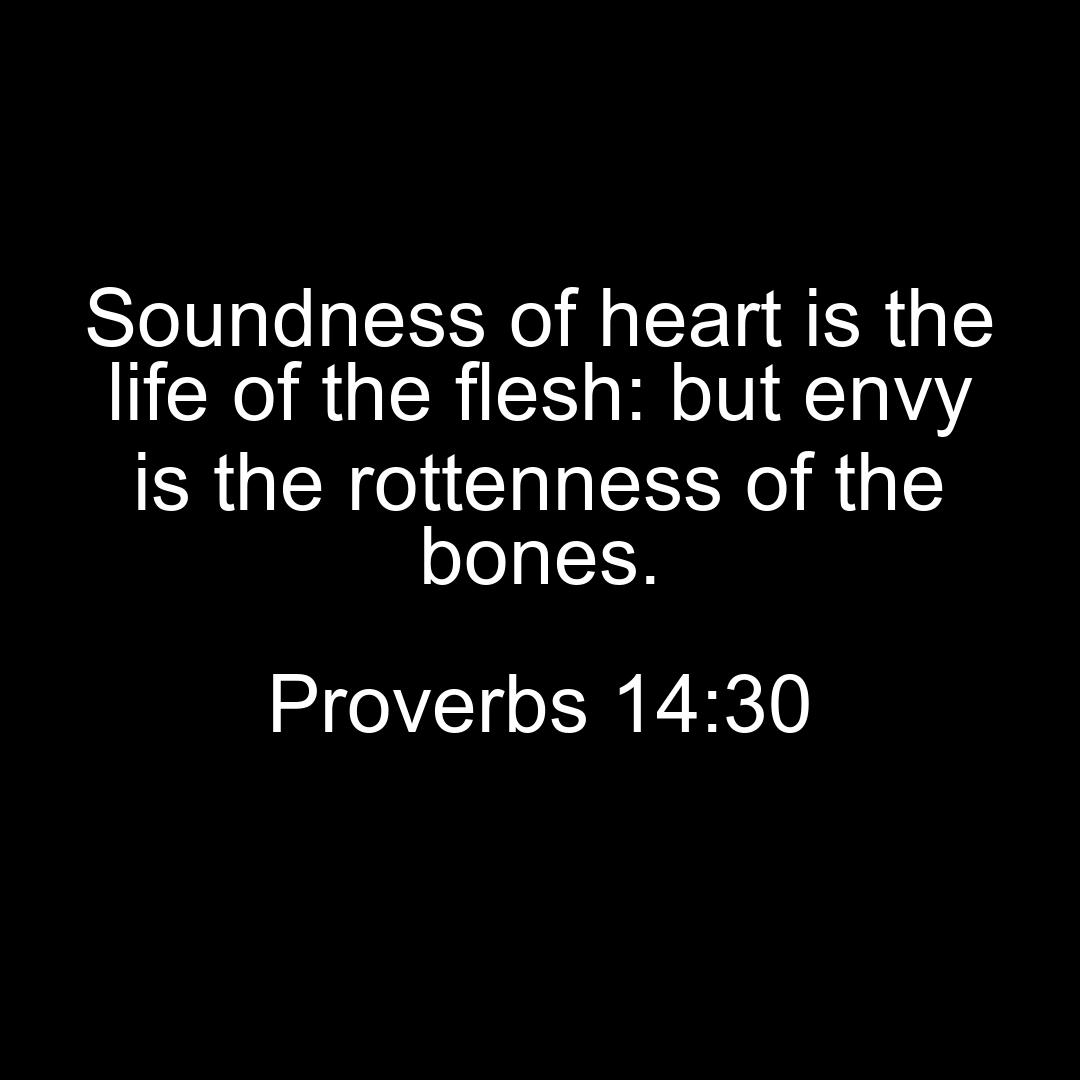 Soundness of heart is the
life of the flesh: but envy
is the rottenness of the
bones.
Proverbs 14:30